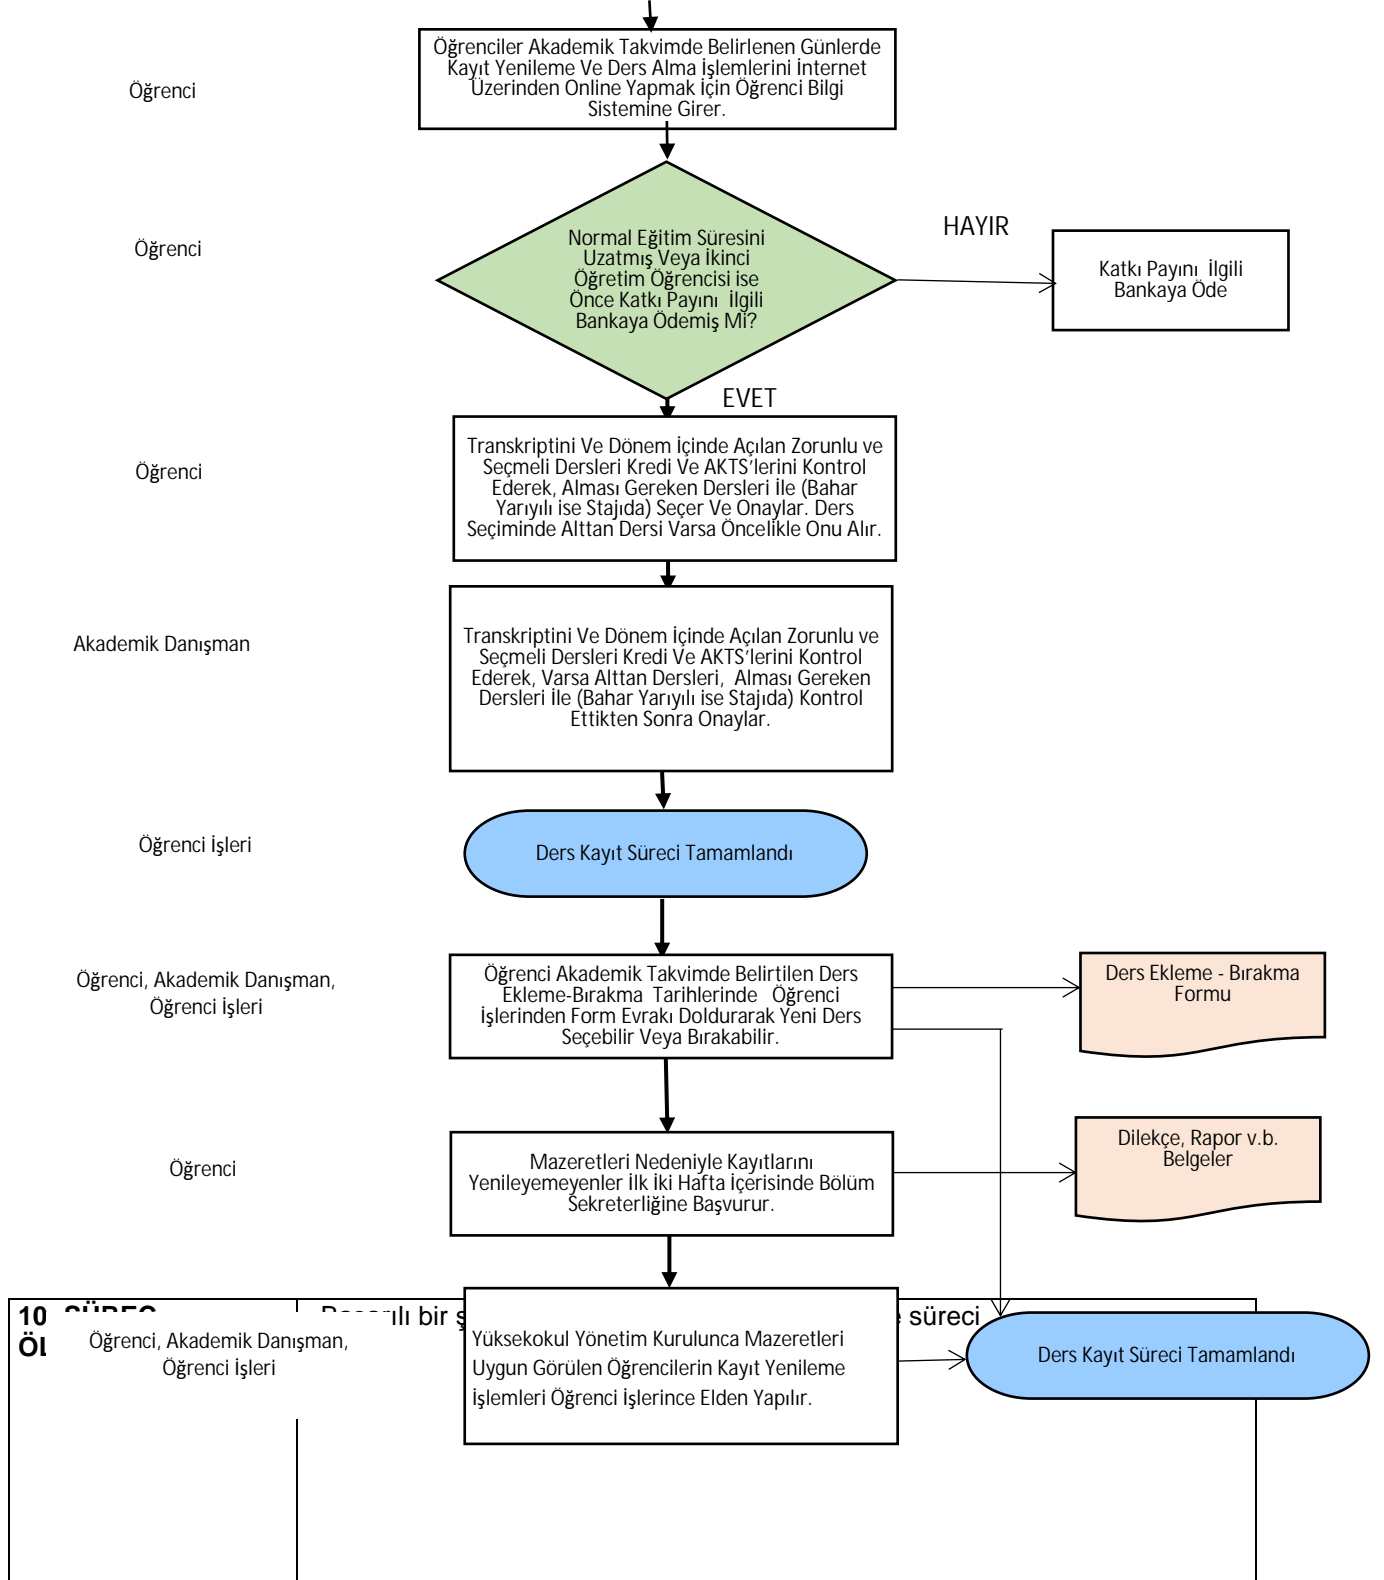 Öğrenci
Öğrenciler Akademik Takvimde Belirlenen Günlerde
Kayıt Yenileme Ve Ders Alma İşlemlerini İnternet
Üzerinden Online Yapmak İçin Öğrenci Bilgi
Sistemine Girer.
Öğrenci
Normal Eğitim Süresini
Uzatmış Veya İkinci
Öğretim Öğrencisi ise
Önce Katkı Payını İlgili
Bankaya Ödemiş Mi?
HAYIR
Katkı Payını İlgili
Bankaya Öde
EVET
Öğrenci
Transkriptini Ve Dönem İçinde Açılan Zorunlu ve
Seçmeli Dersleri Kredi Ve AKTS'lerini Kontrol
Ederek, Alması Gereken Dersleri İle (Bahar
Yarıyılı ise Stajıda) Seçer Ve Onaylar. Ders
Seçiminde Alttan Dersi Varsa Öncelikle Onu Alır.
Akademik Danışman
Transkriptini Ve Dönem İçinde Açılan Zorunlu ve
Seçmeli Dersleri Kredi Ve AKTS'lerini Kontrol
Ederek, Varsa Alttan Dersleri, Alması Gereken
Dersleri İle (Bahar Yarıyılı ise Stajıda) Kontrol
Ettikten Sonra Onaylar.
Öğrenci İşleri
Ders Kayıt Süreci Tamamlandı
Öğrenci, Akademik Danışman,
Öğrenci İşleri
Öğrenci Akademik Takvimde Belirtilen Ders
Ekleme-Bırakma Tarihlerinde Öğrenci
İşlerinden Form Evrakı Doldurarak Yeni Ders
Seçebilir Veya Bırakabilir.
Ders Ekleme - Bırakma
Formu
Öğrenci
Mazeretleri Nedeniyle Kayıtlarını
Yenileyemeyenler İlk İki Hafta İçerisinde Bölüm
Sekreterliğine Başvurur.
Dilekçe, Rapor v.b.
Belgeler
10 SÜREÇ
Başarılı bir
süreci
Öğrenci, Akademik Danışman,
Öğrenci İşleri
Yüksekokul Yönetim Kurulunca Mazeretleri
Uygun Görülen Öğrencilerin Kayıt Yenileme
İşlemleri Öğrenci İşlerince Elden Yapılır.
Ders Kayıt Süreci Tamamlandı